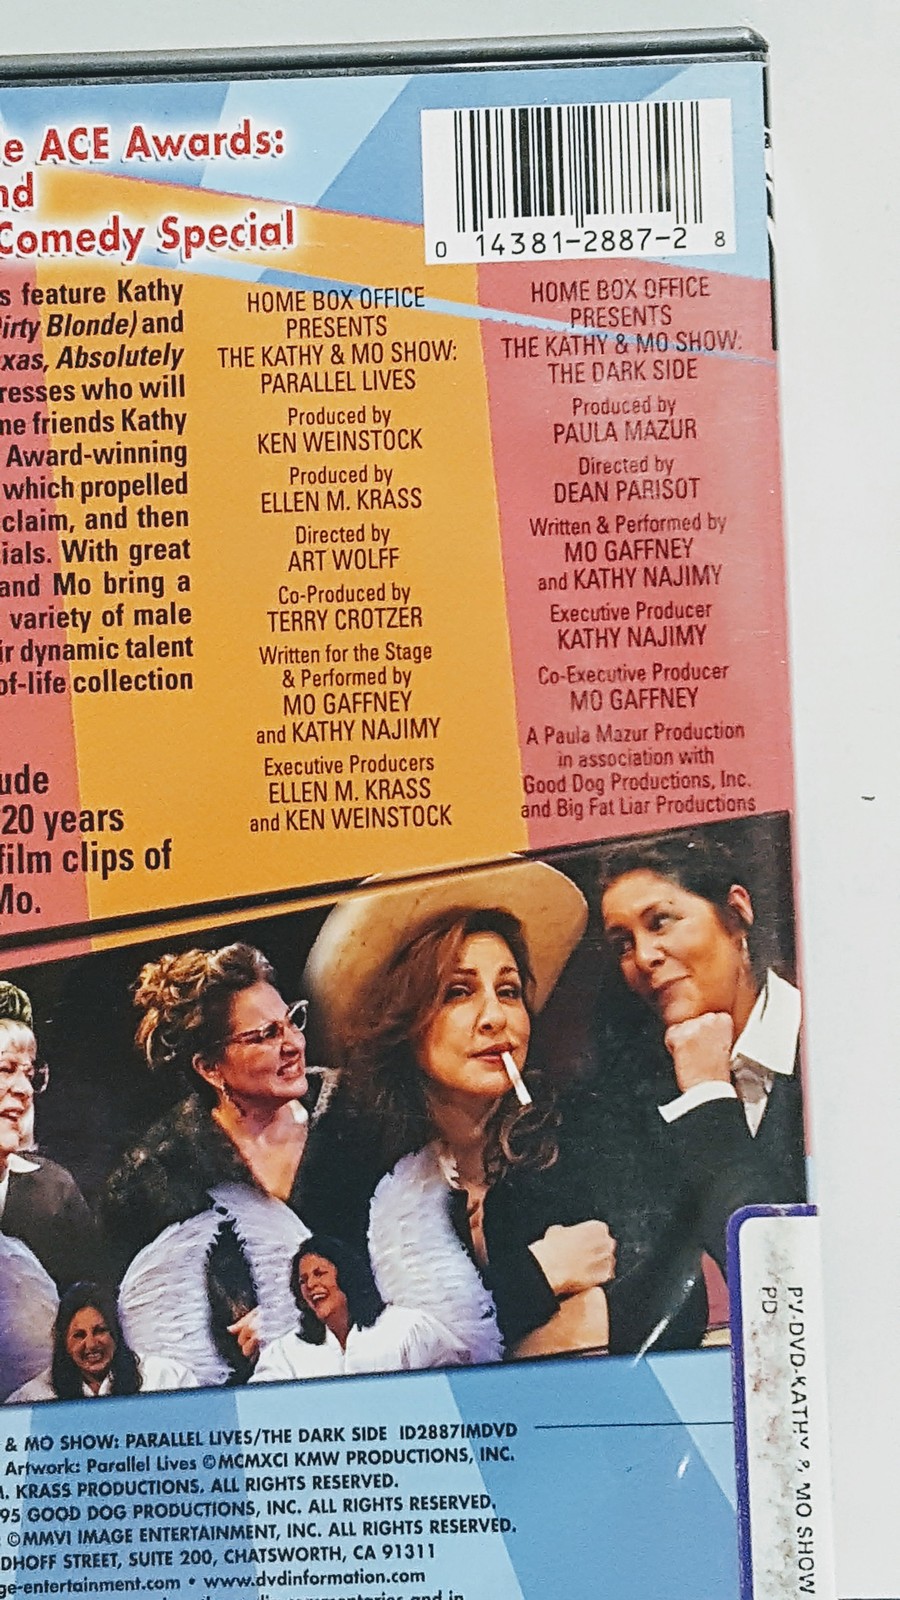 e ACE Awards:
nd
Comedy Special
0 14381-2887-2 8
s feature Kathy
irty Blonde) and
xas, Absolutely
resses who will
me friends Kathy
Award-winning
which propelled
claim, and then
ials. With great
and Mo bring a
variety of male
ir dynamic talent
of-life collection
ude
20 years
film clips of
Mo.
HOME BOX OFFICE
PRESENTS
THE KATHY & MO SHOW:
PARALLEL LIVES
Produced by
KEN WEINSTOCK
Produced by
ELLEN M. KRASS
Directed by
ART WOLFF
Co-Produced by
TERRY CROTZER
Written for the Stage
& Performed by
MO GAFFNEY
and KATHY NAJIMY
Executive Producers
ELLEN M. KRASS
and KEN WEINSTOCK
HOME BOX OFFICE
PRESENTS
THE KATHY & MO SHOW:
THE DARK SIDE
Produced by
PAULA MAZUR
Directed by
DEAN PARISOT
Written & Performed by
MO GAFFNEY
and KATHY NAJIMY
Executive Producer
KATHY NAJIMY
Co-Executive Producer
MO GAFFNEY
A Paula Mazur Production
in association with
Good Dog Productions, Inc.
and Big Fat Liar Productions
PV-DVD-KATHY & MO SHOW
PD
& MO SHOW: PARALLEL LIVES/THE DARK SIDE ID2887IMDVD
Artwork: Parallel Lives ©MCMXCI KMW PRODUCTIONS, INC.
M. KRASS PRODUCTIONS. ALL RIGHTS RESERVED.
95 GOOD DOG PRODUCTIONS, INC. ALL RIGHTS RESERVED.
©MMVI IMAGE ENTERTAINMENT, INC. ALL RIGHTS RESERVED.
DHOFF STREET, SUITE 200, CHATSWORTH, CA 91311
ge-entertainment.com • www.dvdinformation.com